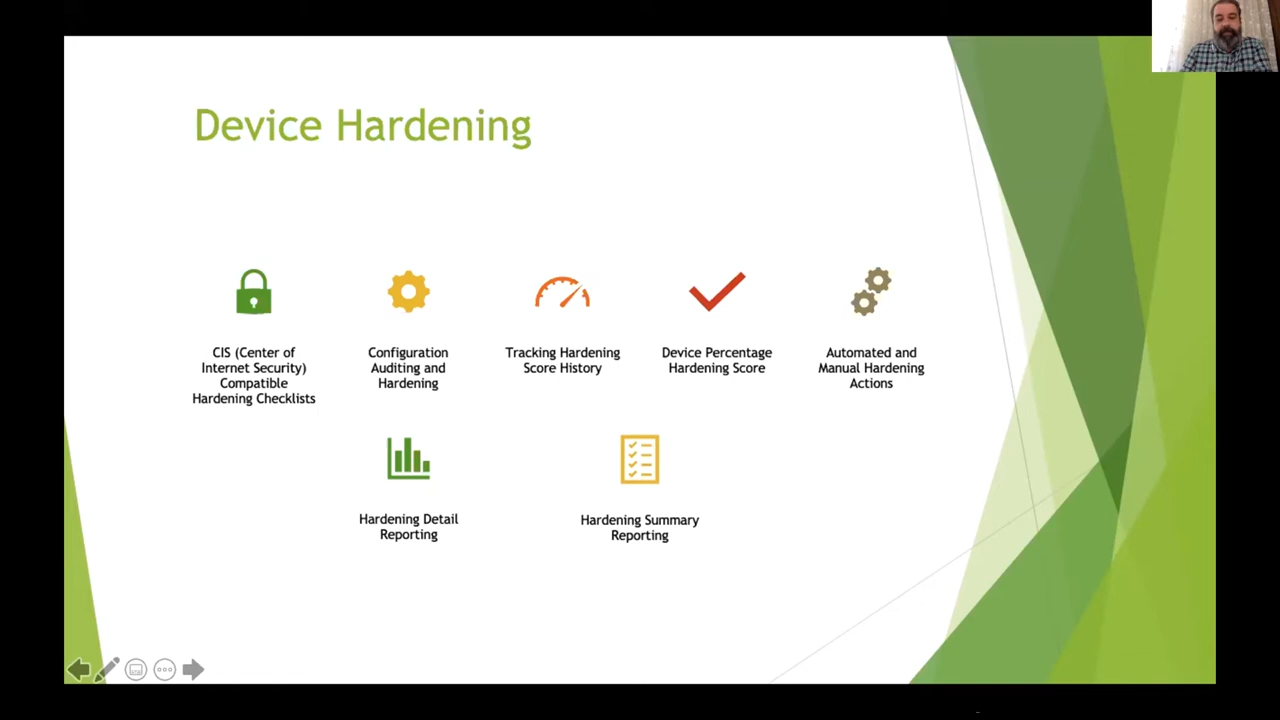 Device Hardening
CIS (Center of
Internet Security)
Compatible
Hardening Checklists
Configuration
Auditing and
Hardening
Tracking Hardening
Score History
Device Percentage
Hardening Score
Automated and
Manual Hardening
Actions
Hardening Detail
Reporting
Hardening Summary
Reporting